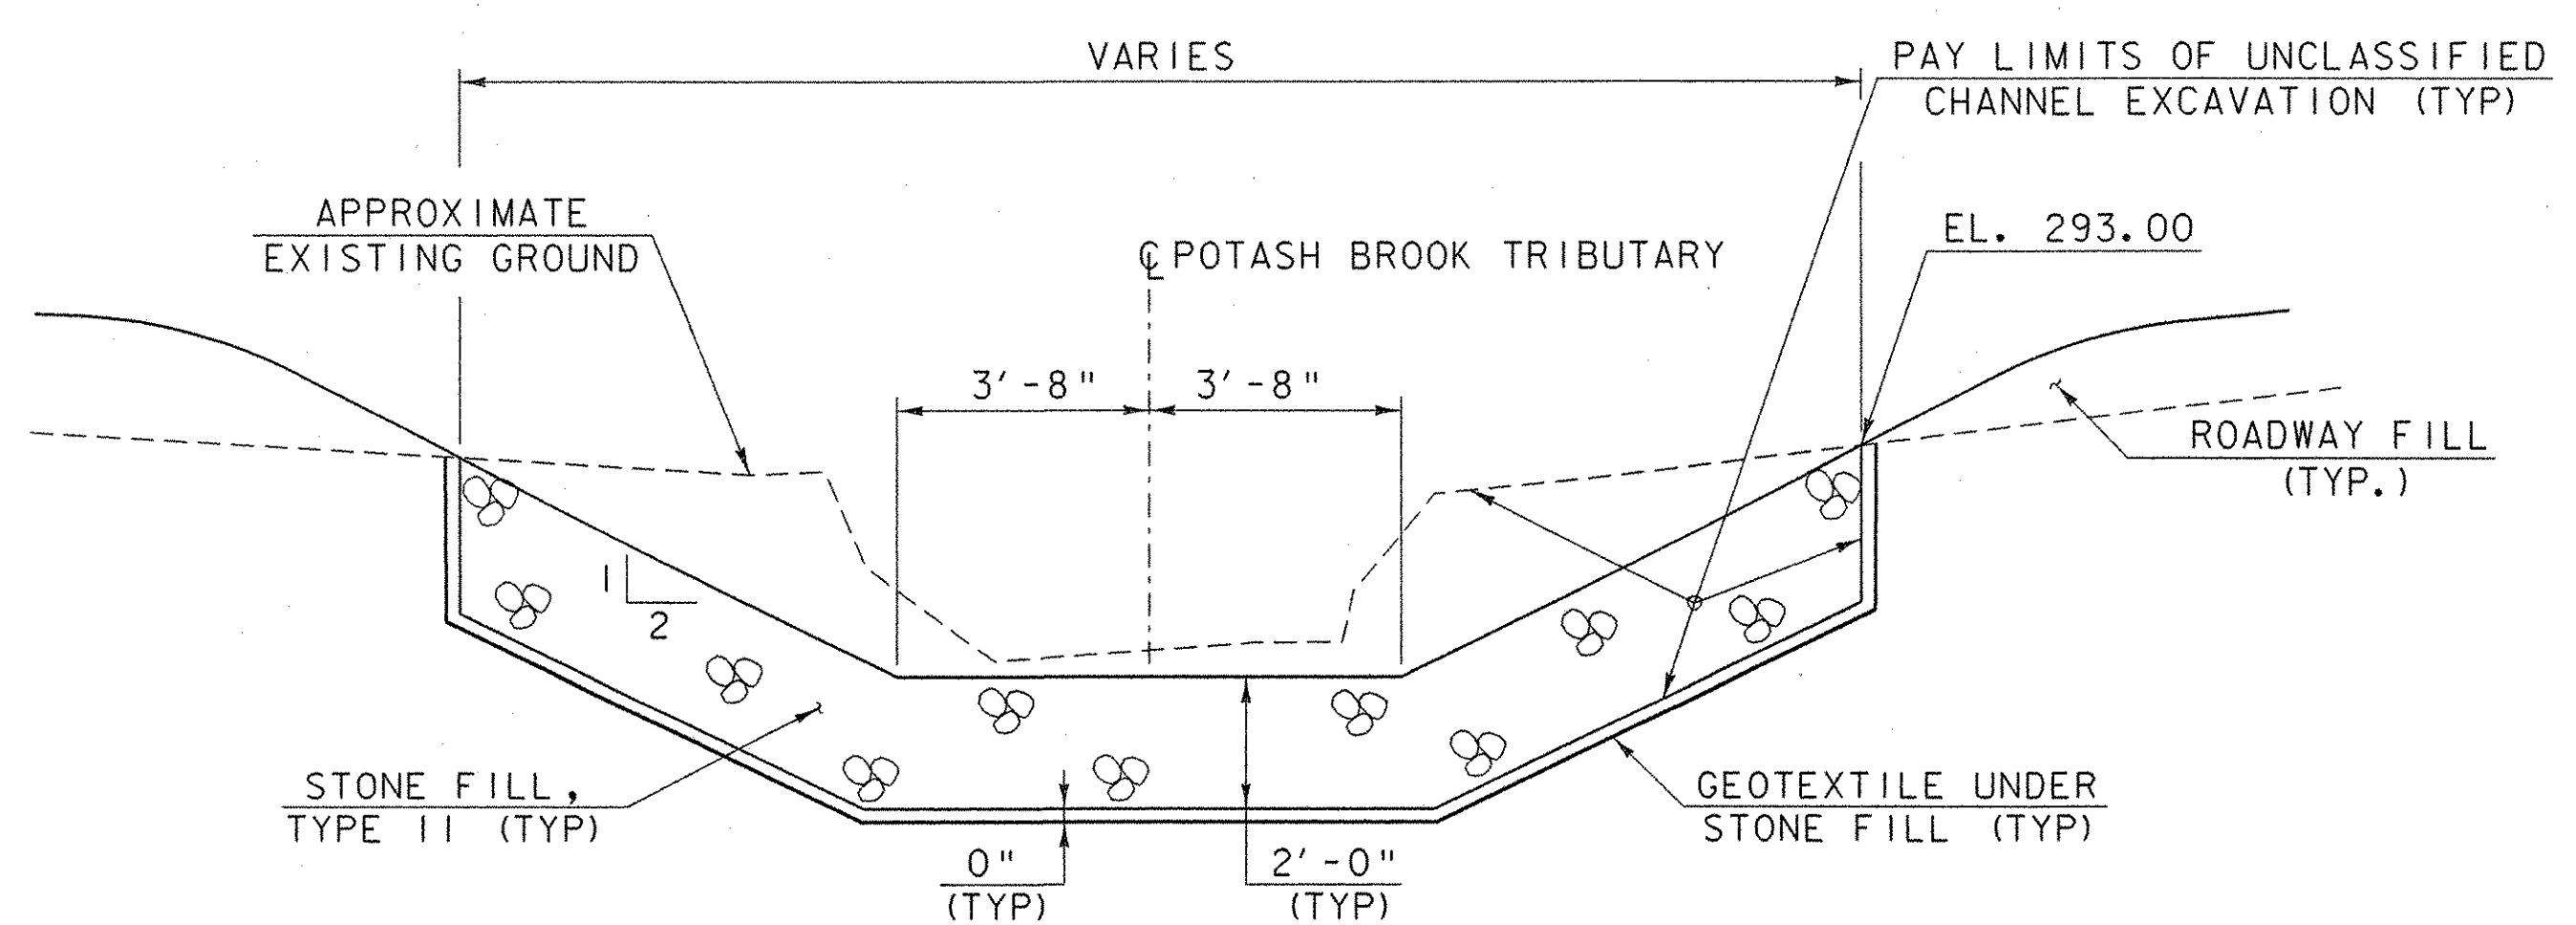 VARIES
PAY LIMITS OF UNCLASSIFIED
CHANNEL EXCAVATION (TYP)
APPROXIMATE
EXISTING GROUND
EL. 293.00
℄ POTASH BROOK TRIBUTARY
3'-8"
3'-8"
ROADWAY FILL
(TYP.)
1
2
STONE FILL,
TYPE II (TYP)
GEOTEXTILE UNDER
STONE FILL (TYP)
0"
(TYP)
2'-0"
(TYP)